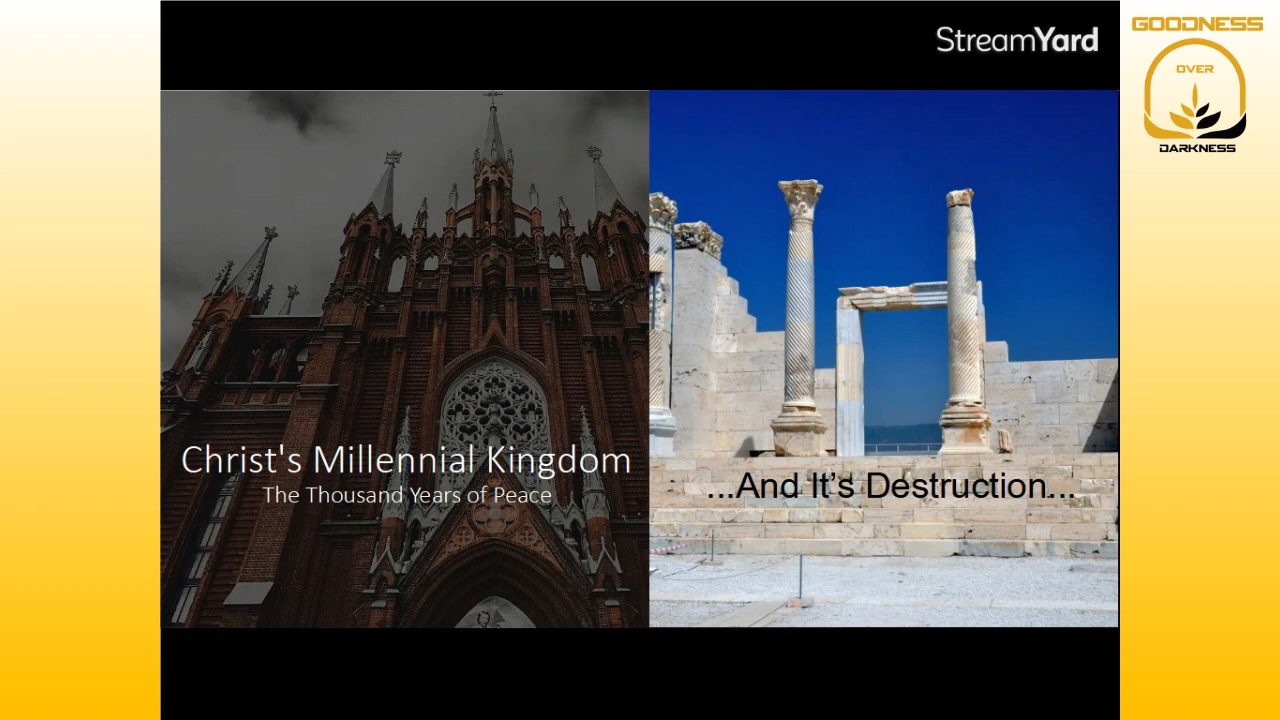 StreamYard
GOODNESS
OVER
DARKNESS
Christ's Millennial Kingdom
The Thousand Years of Peace
...And It’s Destruction...